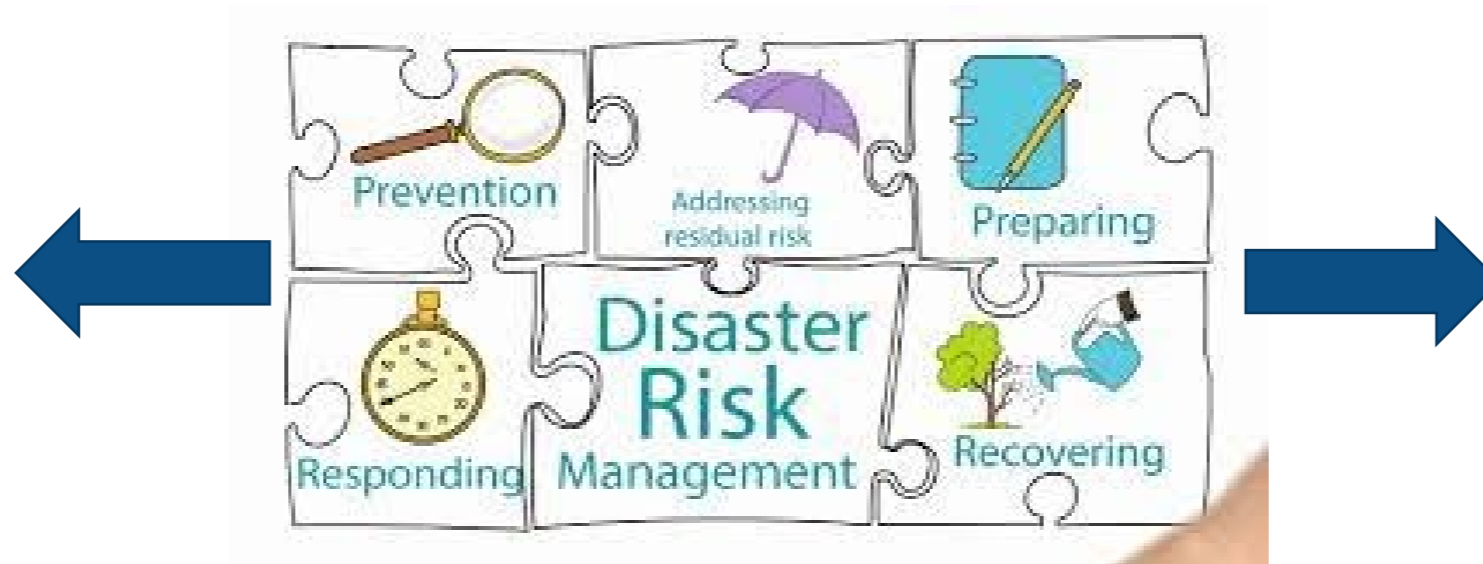 Prevention
Addressing
residual risk
Preparing
Responding
Disaster
Risk
Management
Recovering